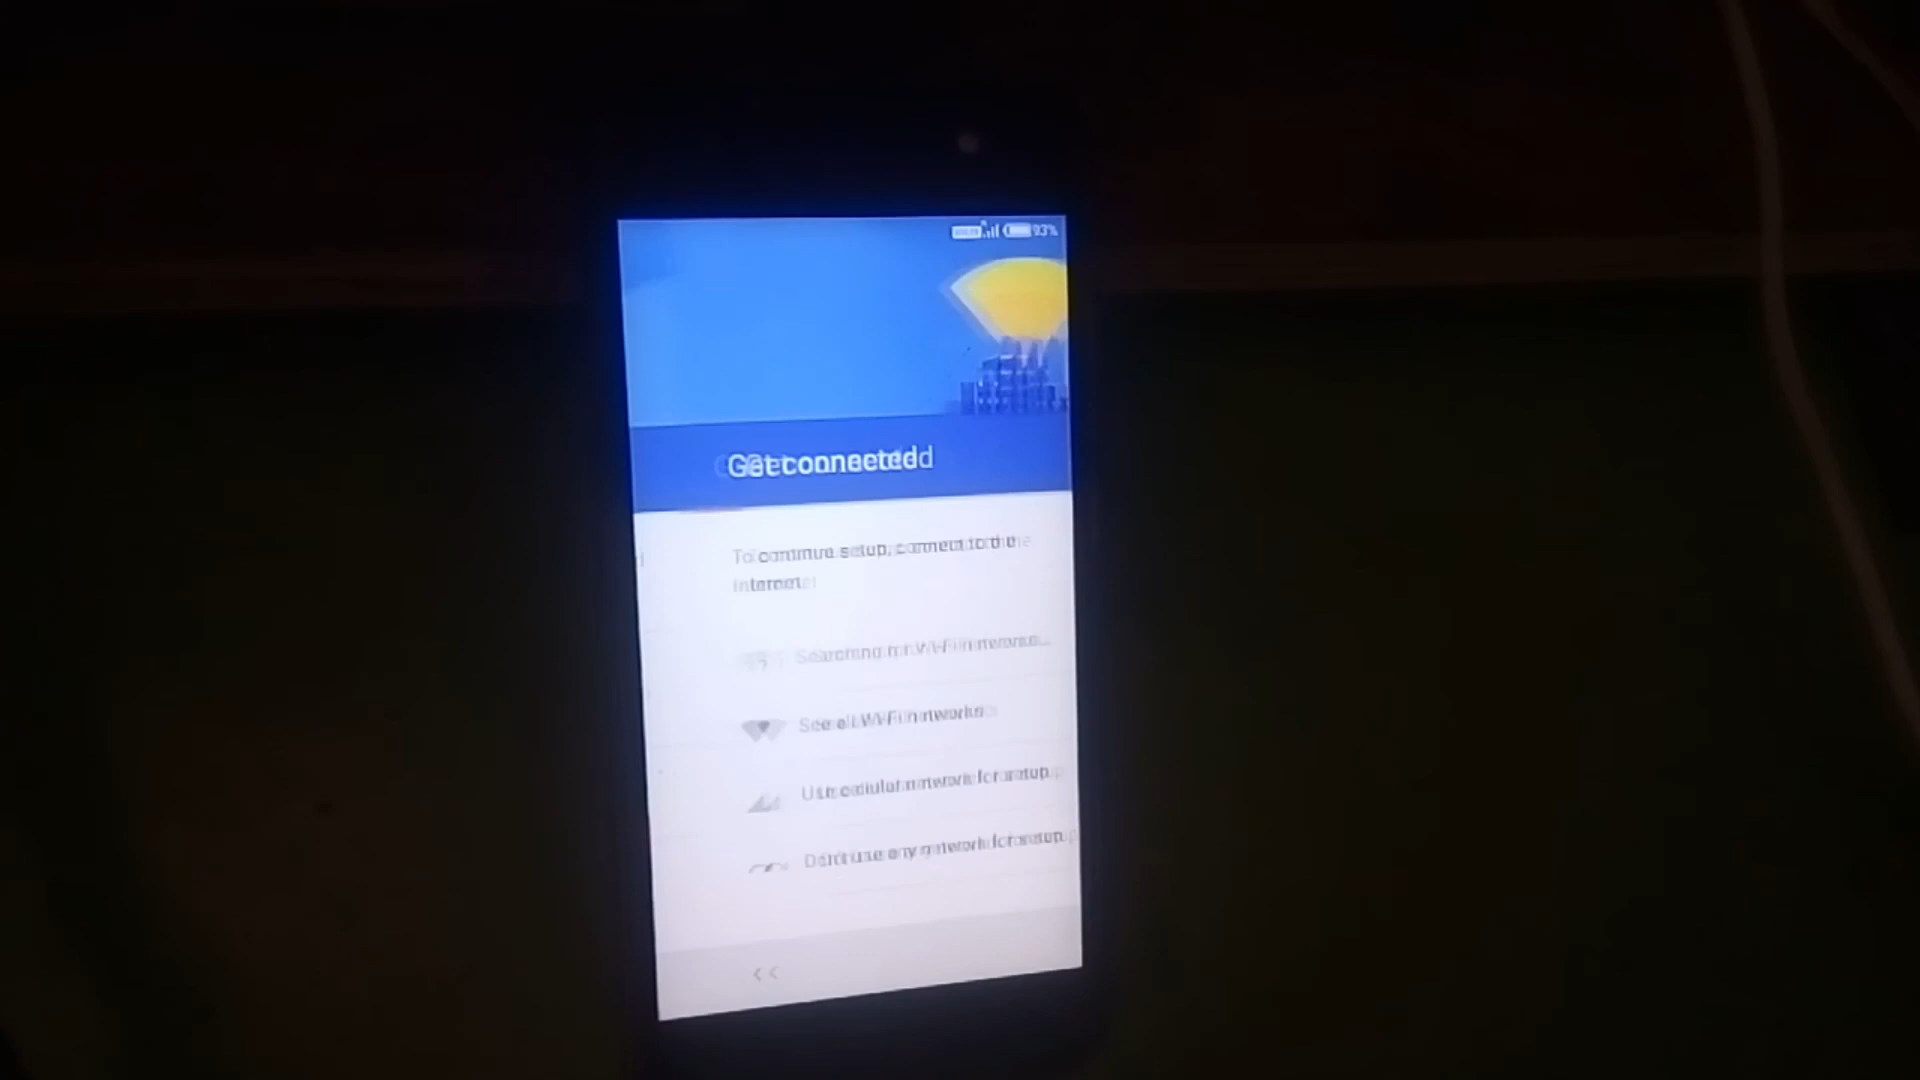 93%
Get connected
To continue setup, connect to the
Internet.
Searching for Wi-Fi networks...
See all Wi-Fi networks
Use cellular network for setup
Don't use any network for setup